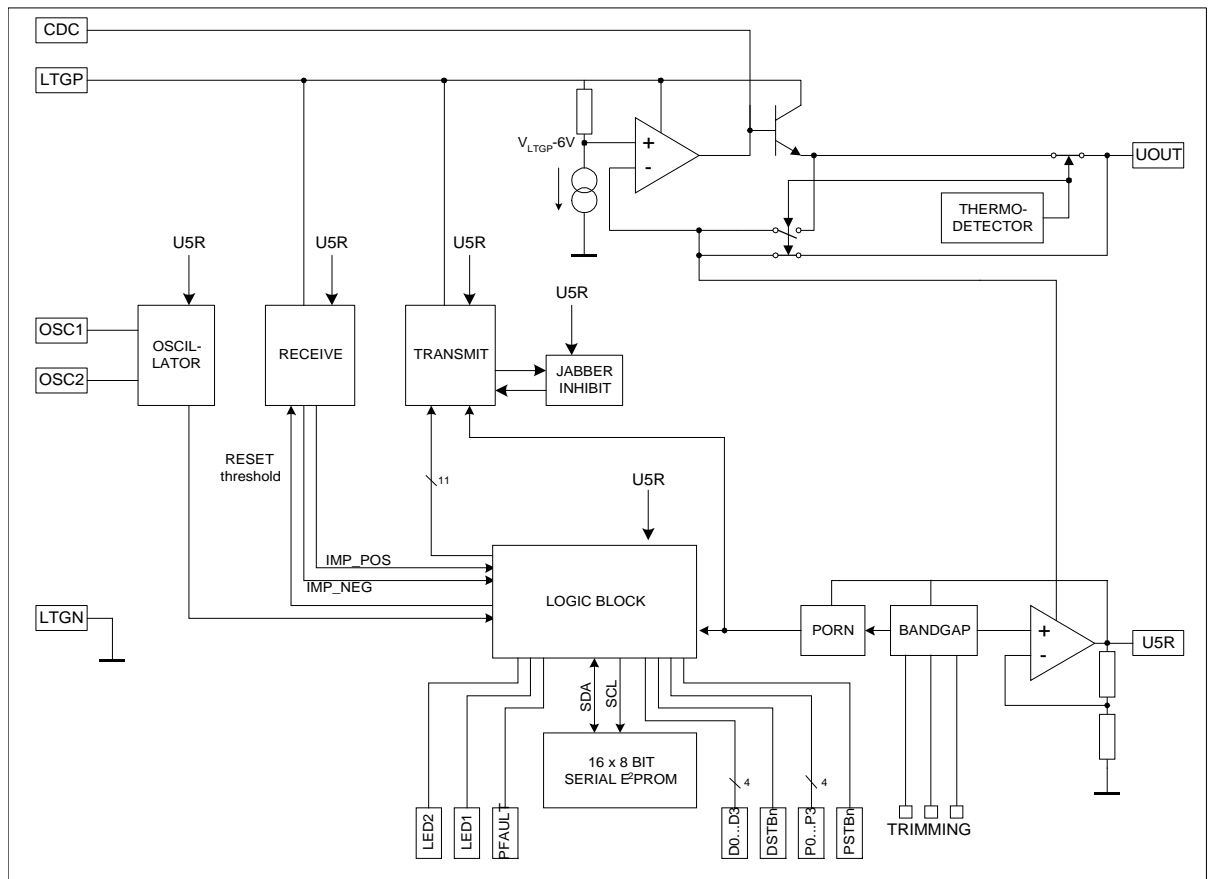 CDC
LTGP
V_LTGP-6V
+
-
UOUT
THERMO-
DETECTOR
U5R
U5R
U5R
U5R
OSC1
OSC2
OSCIL-
LATOR
RECEIVE
TRANSMIT
JABBER
INHIBIT
RESET
threshold
11
U5R
IMP_POS
IMP_NEG
LOGIC BLOCK
LTGN
PORN
BANDGAP
+
-
U5R
SDA
SCL
16 x 8 BIT
SERIAL E²PROM
4
4
LED2
LED1
PFAULT
D0...D3
DSTBn
P0...P3
PSTBn
TRIMMING